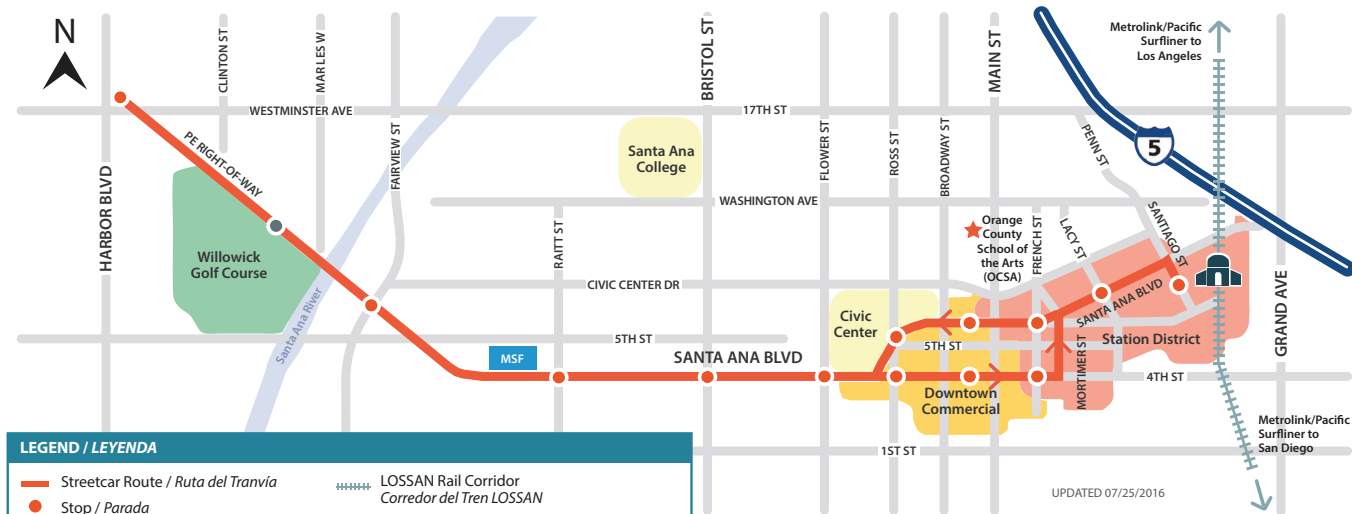 N
HARBOR BLVD
CLINTON ST
MARLES W
FAIRVIEW ST
WESTMINSTER AVE
PE RIGHT-OF-WAY
Willowick
Golf Course
Santa Ana River
Santa Ana
College
BRISTOL ST
17TH ST
WASHINGTON AVE
RAITT ST
CIVIC CENTER DR
5TH ST
MSF
SANTA ANA BLVD
FLOWER ST
ROSS ST
BROADWAY ST
MAIN ST
Orange
County
School of
the Arts
(OCSA)
FRENCH ST
LACY ST
PENN ST
SANTIAGO ST
5
Metrolink/Pacific
Surfliner to
Los Angeles
Civic
Center
5TH ST
SANTA ANA BLVD
Station District
MORTIMER ST
4TH ST
Downtown
Commercial
1ST ST
GRAND AVE
Metrolink/Pacific
Surfliner to
San Diego
UPDATED 07/25/2016
LEGEND / LEYENDA
Streetcar Route / Ruta del Tranvía
Stop / Parada
LOSSAN Rail Corridor
Corredor del Tren LOSSAN